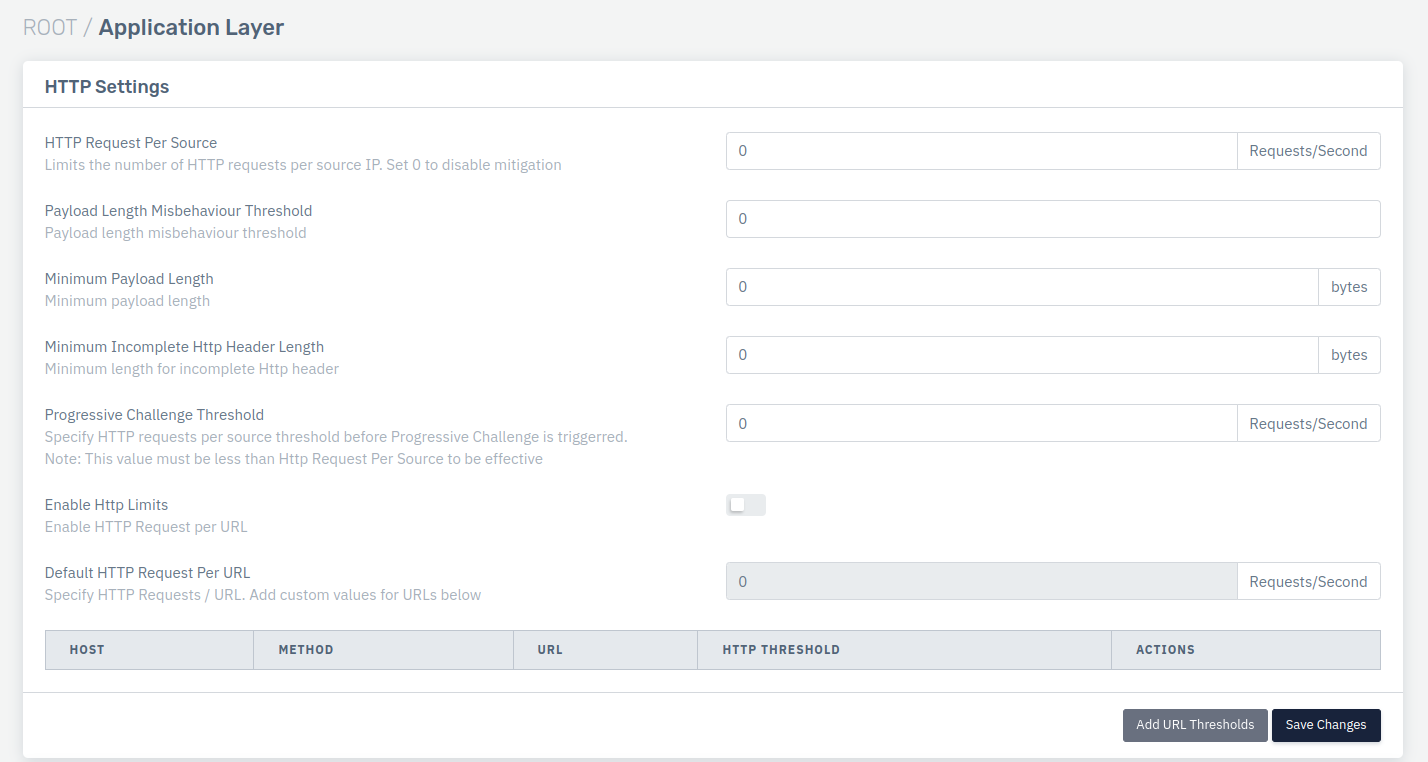 ROOT / Application Layer
HTTP Settings
HTTP Request Per Source
Limits the number of HTTP requests per source IP. Set 0 to disable mitigation
0 Requests/Second
Payload Length Misbehaviour Threshold
Payload length misbehaviour threshold
0
Minimum Payload Length
Minimum payload length
0 bytes
Minimum Incomplete Http Header Length
Minimum length for incomplete Http header
0 bytes
Progressive Challenge Threshold
Specify HTTP requests per source threshold before Progressive Challenge is triggerred.
Note: This value must be less than Http Request Per Source to be effective
0 Requests/Second
Enable Http Limits
Enable HTTP Request per URL
Default HTTP Request Per URL
Specify HTTP Requests / URL. Add custom values for URLs below
0 Requests/Second
HOST METHOD URL HTTP THRESHOLD ACTIONS
Add URL Thresholds Save Changes